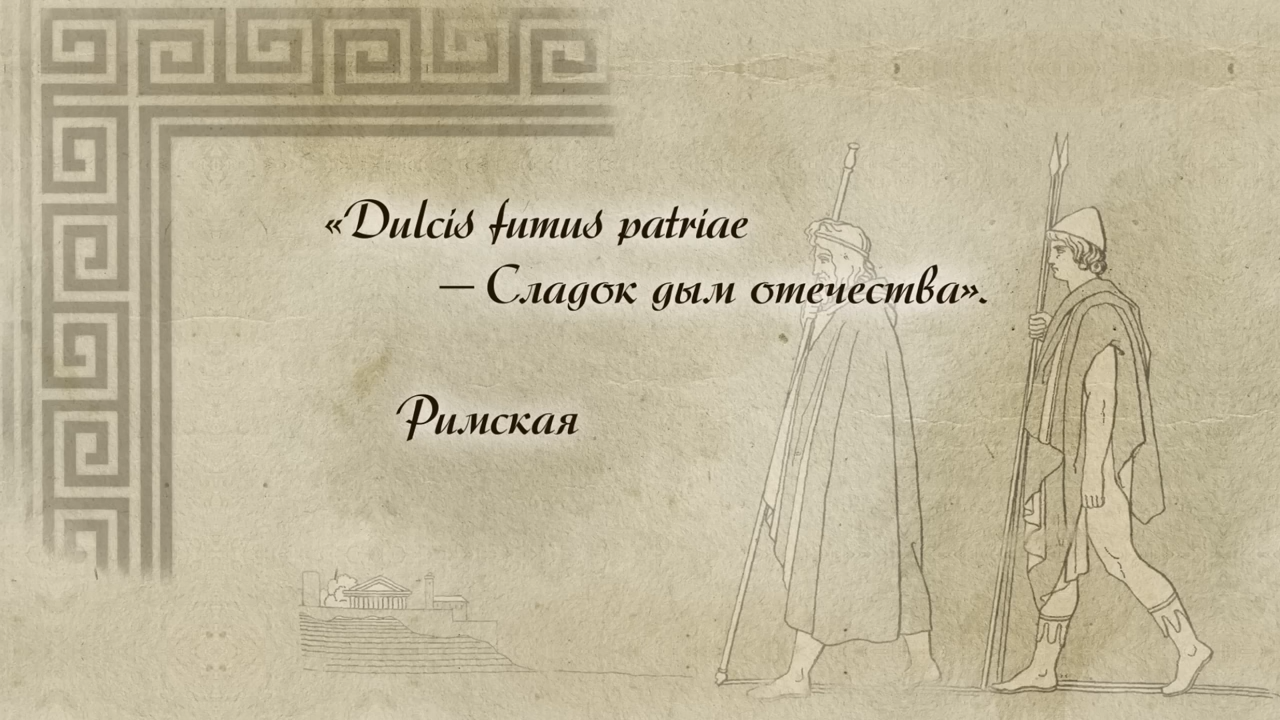 «Dulcis fumus patriae
— Сладок дым отечества».
Римская